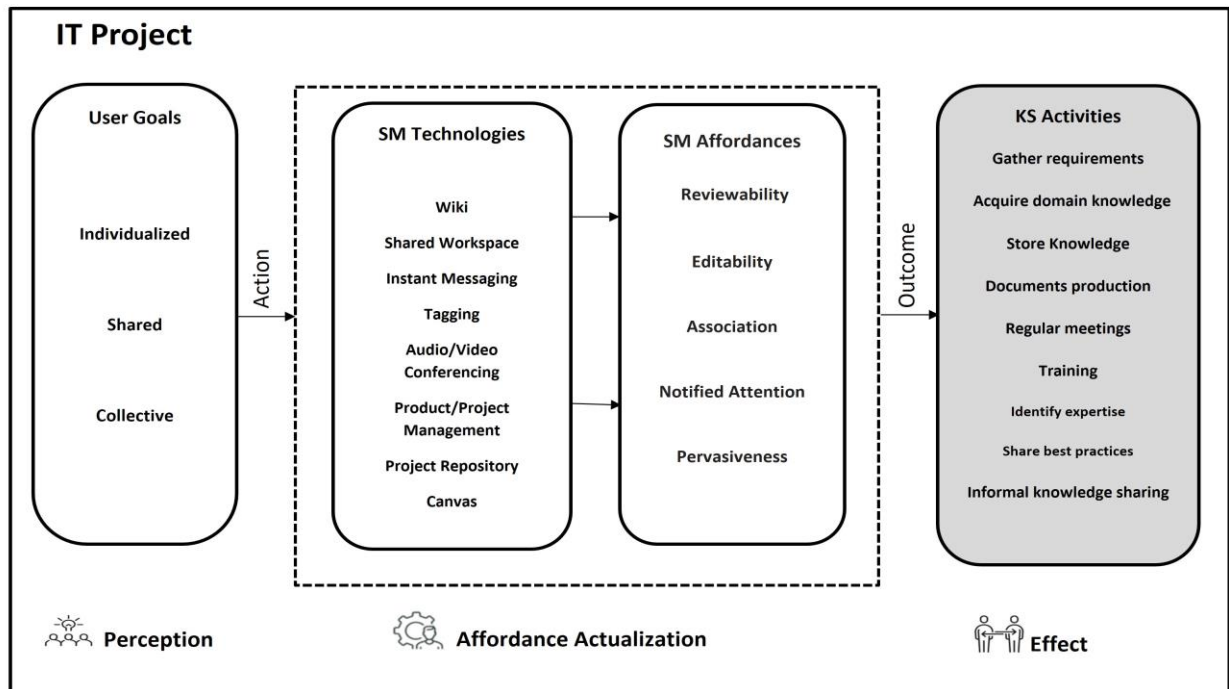 IT Project
User Goals
Individualized
Shared
Collective
Action
SM Technologies
Wiki
Shared Workspace
Instant Messaging
Tagging
Audio/Video
Conferencing
Product/Project
Management
Project Repository
Canvas
SM Affordances
Reviewability
Editability
Association
Notified Attention
Pervasiveness
Outcome
KS Activities
Gather requirements
Acquire domain knowledge
Store Knowledge
Documents production
Regular meetings
Training
Identify expertise
Share best practices
Informal knowledge sharing
Perception
Affordance Actualization
Effect